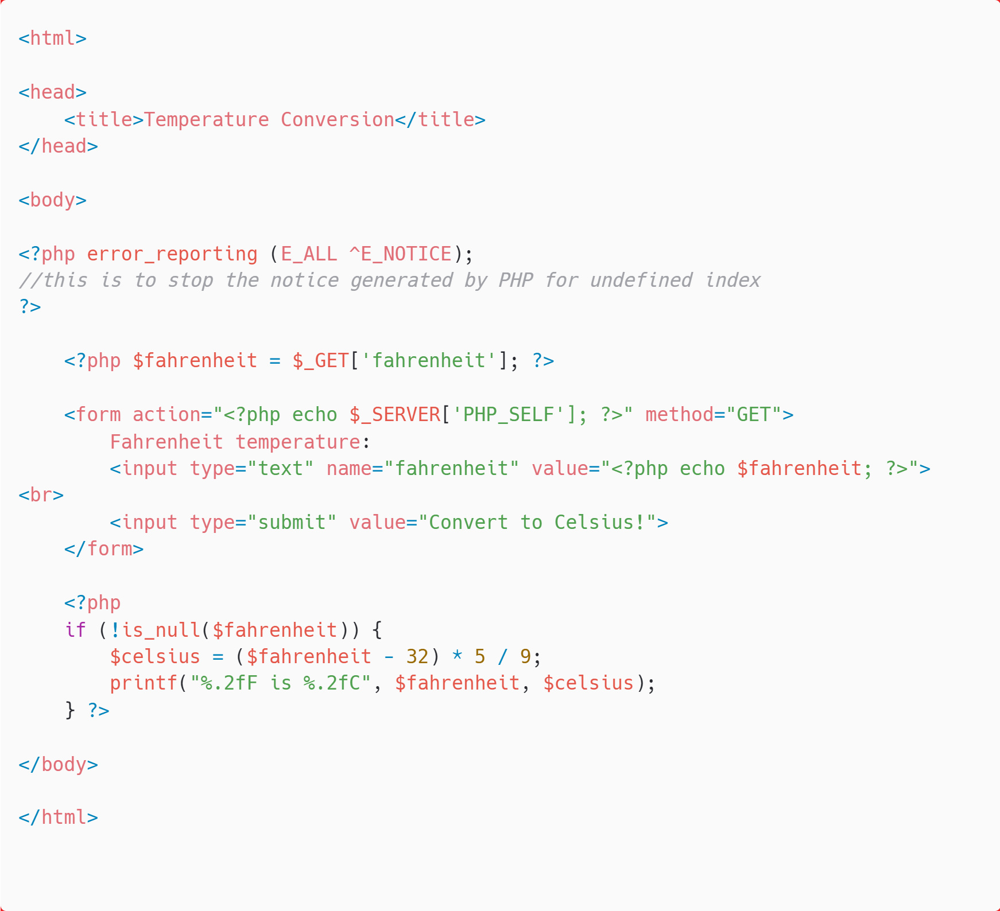 <html>
<head>
<title>Temperature Conversion</title>
</head>
<body>
<?php error_reporting (E_ALL ^E_NOTICE);
//this is to stop the notice generated by PHP for undefined index
?>
<?php $fahrenheit = $_GET['fahrenheit']; ?>
<form action="<?php echo $_SERVER['PHP_SELF']; ?>" method="GET">
Fahrenheit temperature:
<input type="text" name="fahrenheit" value="<?php echo $fahrenheit; ?>">
<br>
<input type="submit" value="Convert to Celsius!">
</form>
<?php
if (!is_null($fahrenheit)) {
$celsius = ($fahrenheit - 32) * 5 / 9;
printf("%.2fF is %.2fC", $fahrenheit, $celsius);
} ?>
</body>
</html>